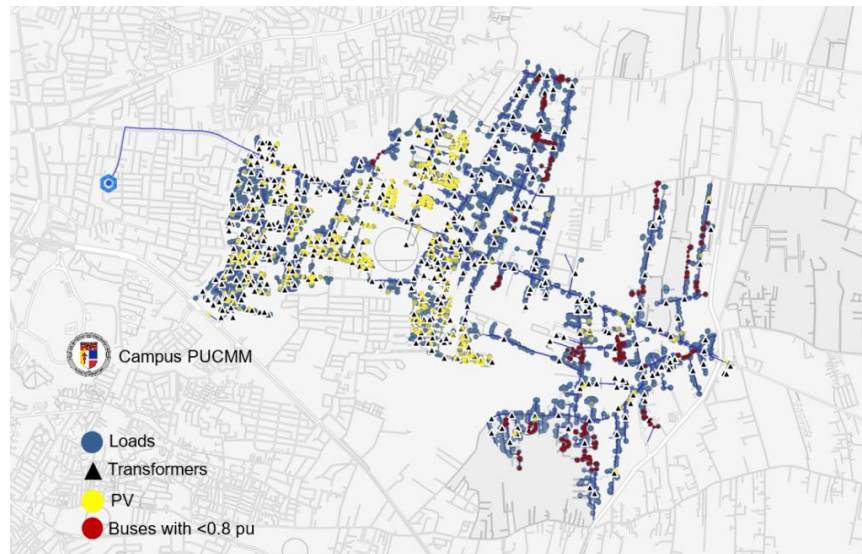 Campus PUCMM
Loads
Transformers
PV
Buses with <0.8 pu